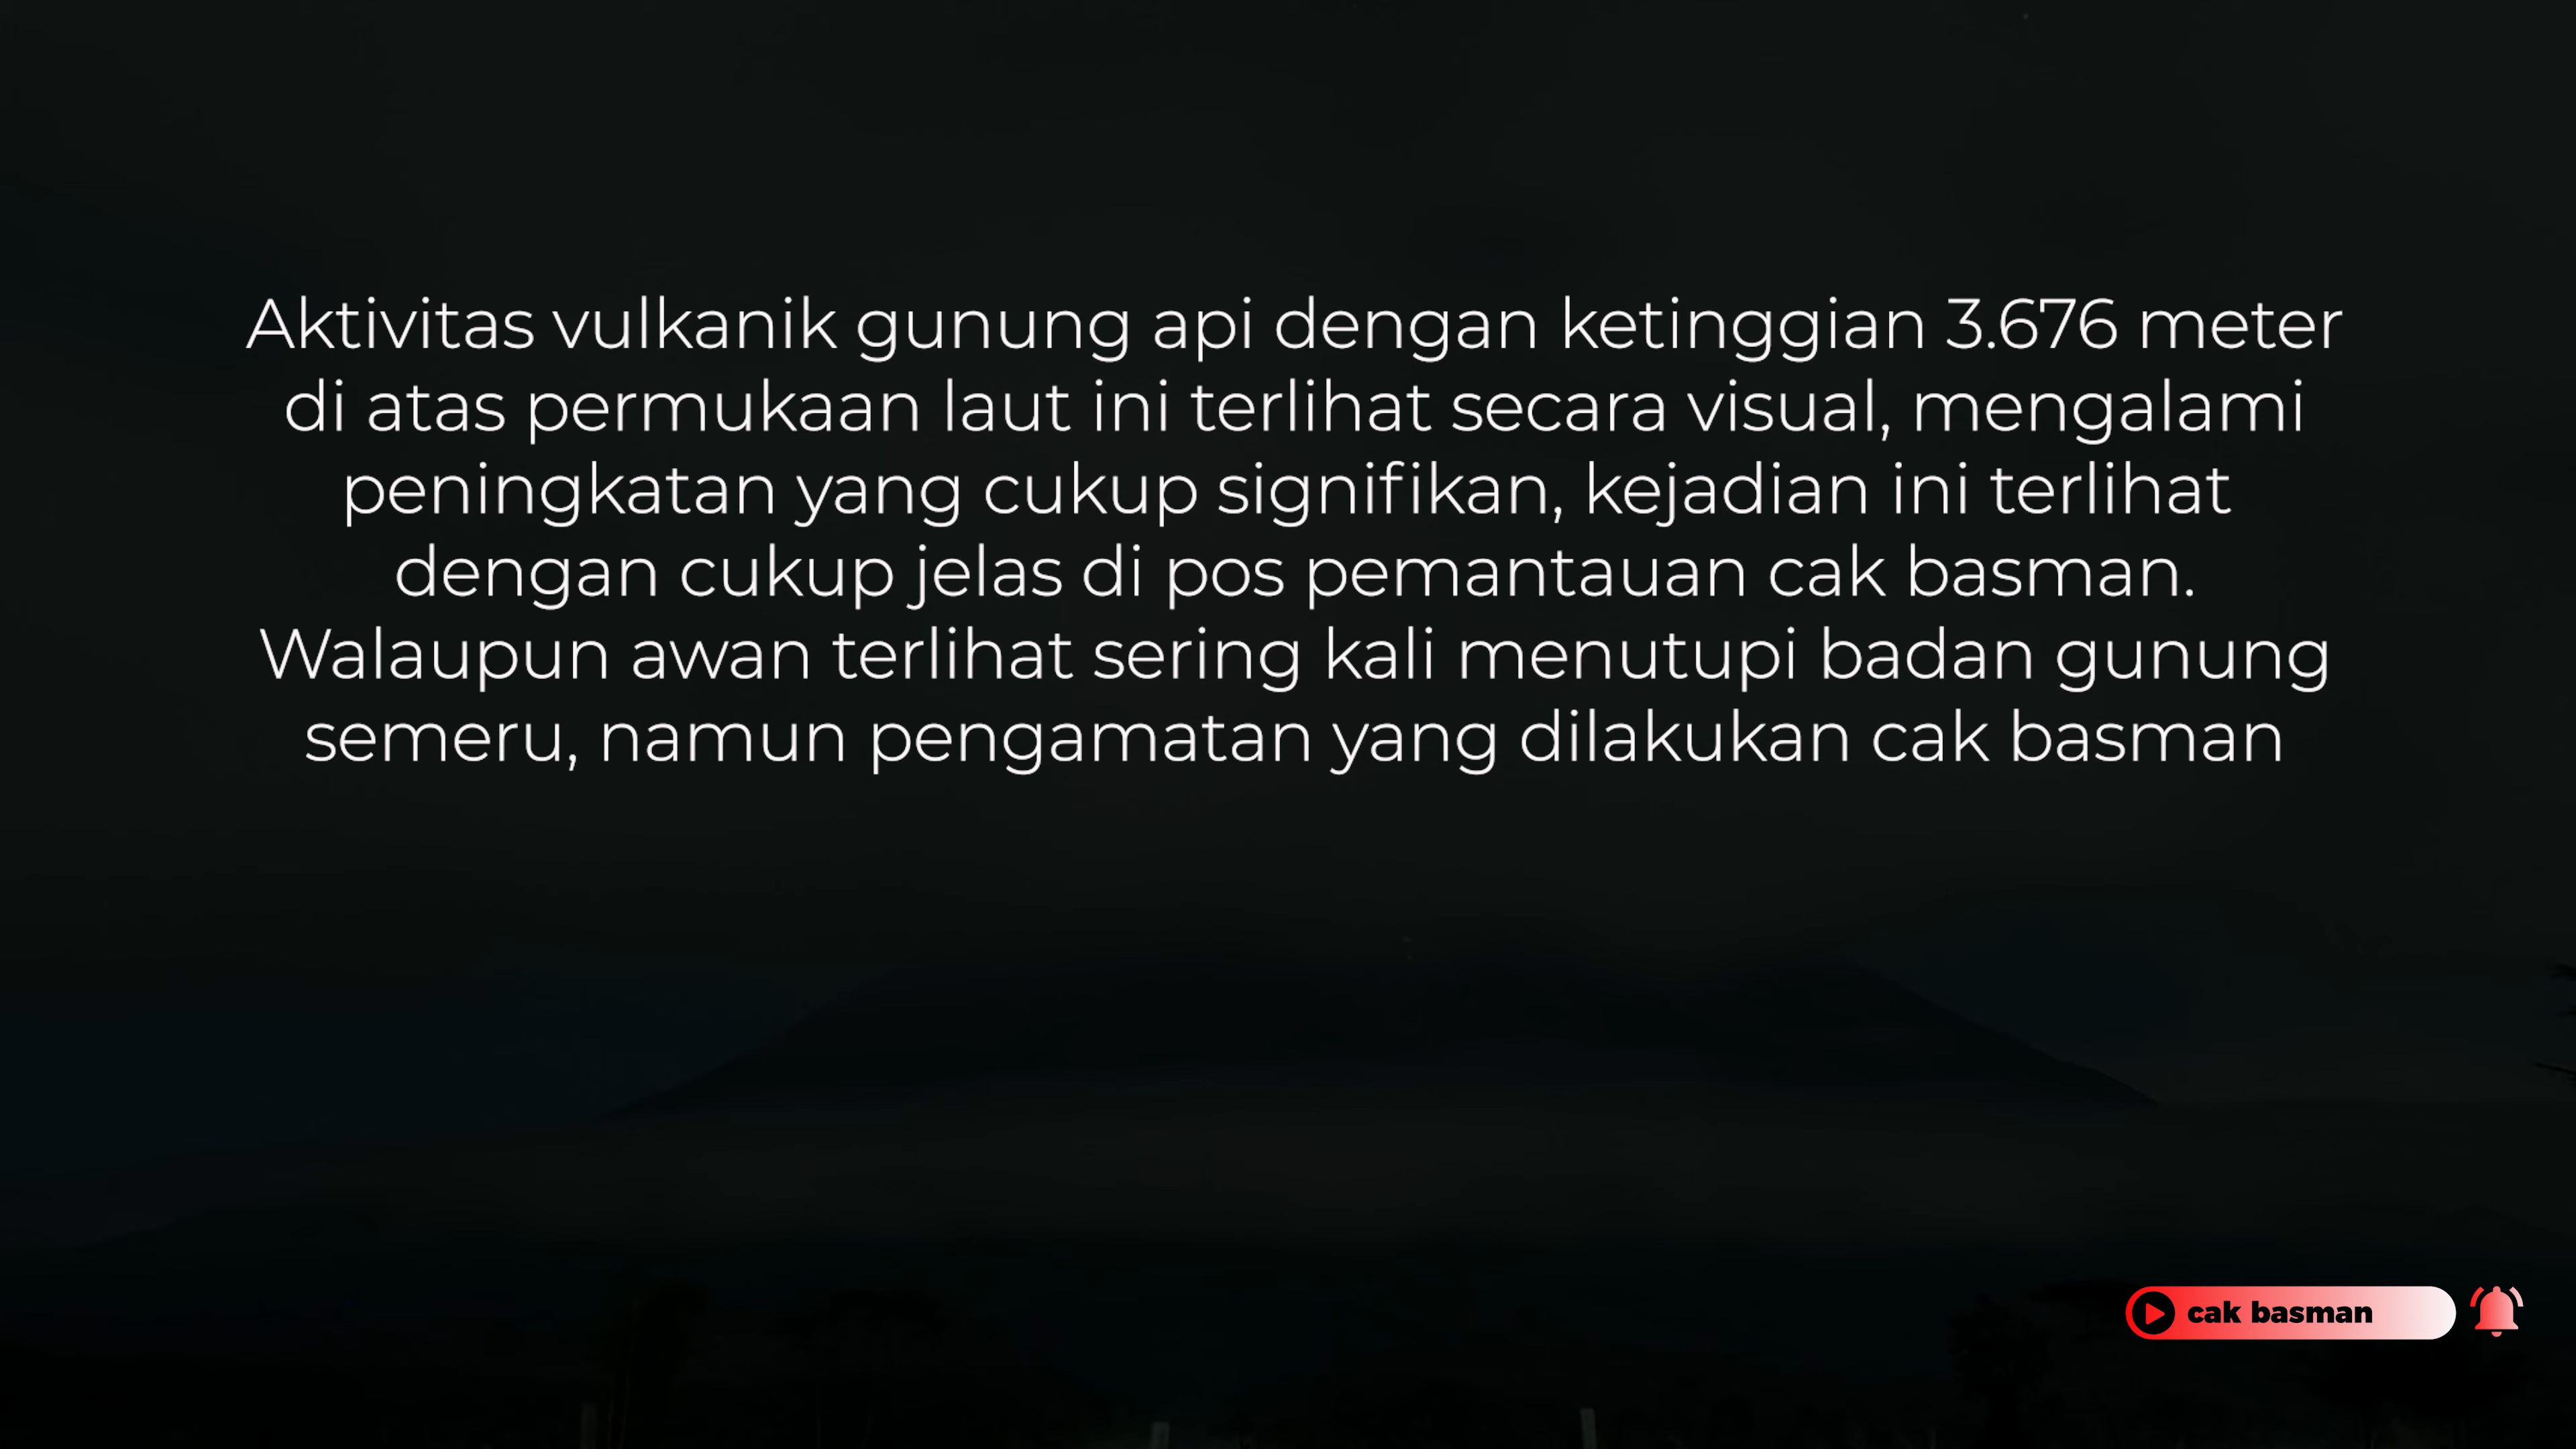 Aktivitas vulkanik gunung api dengan ketinggian 3.676 meter
di atas permukaan laut ini terlihat secara visual, mengalami
peningkatan yang cukup signifikan, kejadian ini terlihat
dengan cukup jelas di pos pemantauan cak basman.
Walaupun awan terlihat sering kali menutupi badan gunung
semeru, namun pengamatan yang dilakukan cak basman
cak basman